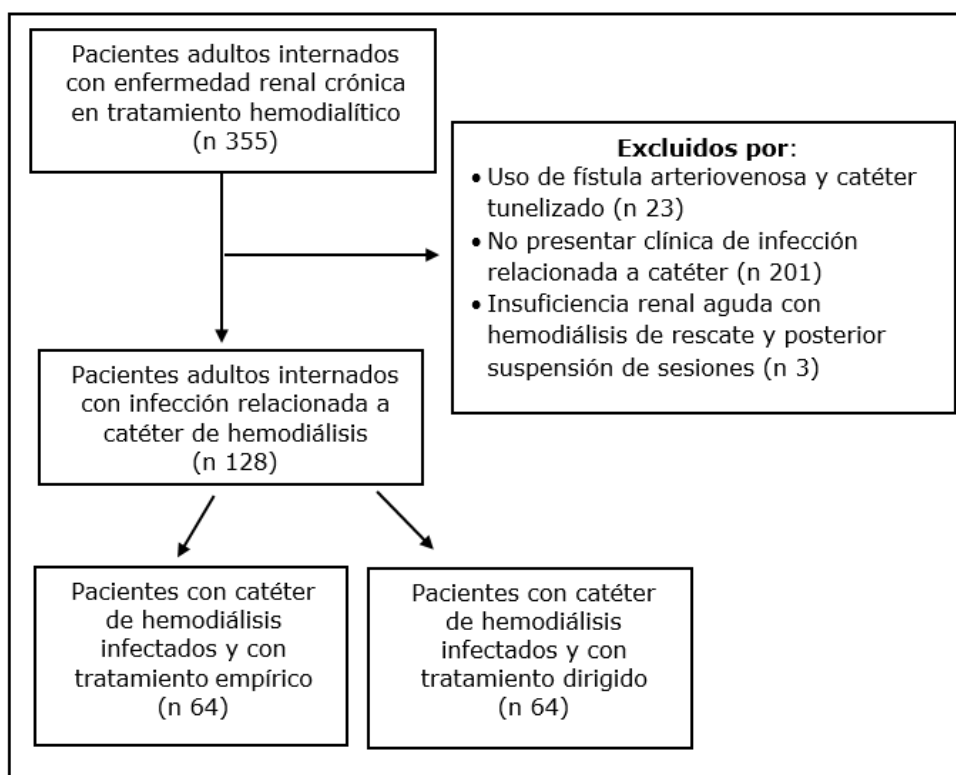 Pacientes adultos internados
con enfermedad renal crónica
en tratamiento hemodialítico
(n 355)
Excluidos por:
• Uso de fístula arteriovenosa y catéter
tunelizado (n 23)
• No presentar clínica de infección
relacionada a catéter (n 201)
• Insuficiencia renal aguda con
hemodiálisis de rescate y posterior
suspensión de sesiones (n 3)
Pacientes adultos internados
con infección relacionada a
catéter de hemodiálisis
(n 128)
Pacientes con catéter
de hemodiálisis
infectados y con
tratamiento empírico
(n 64)
Pacientes con catéter
de hemodiálisis
infectados y con
tratamiento dirigido
(n 64)